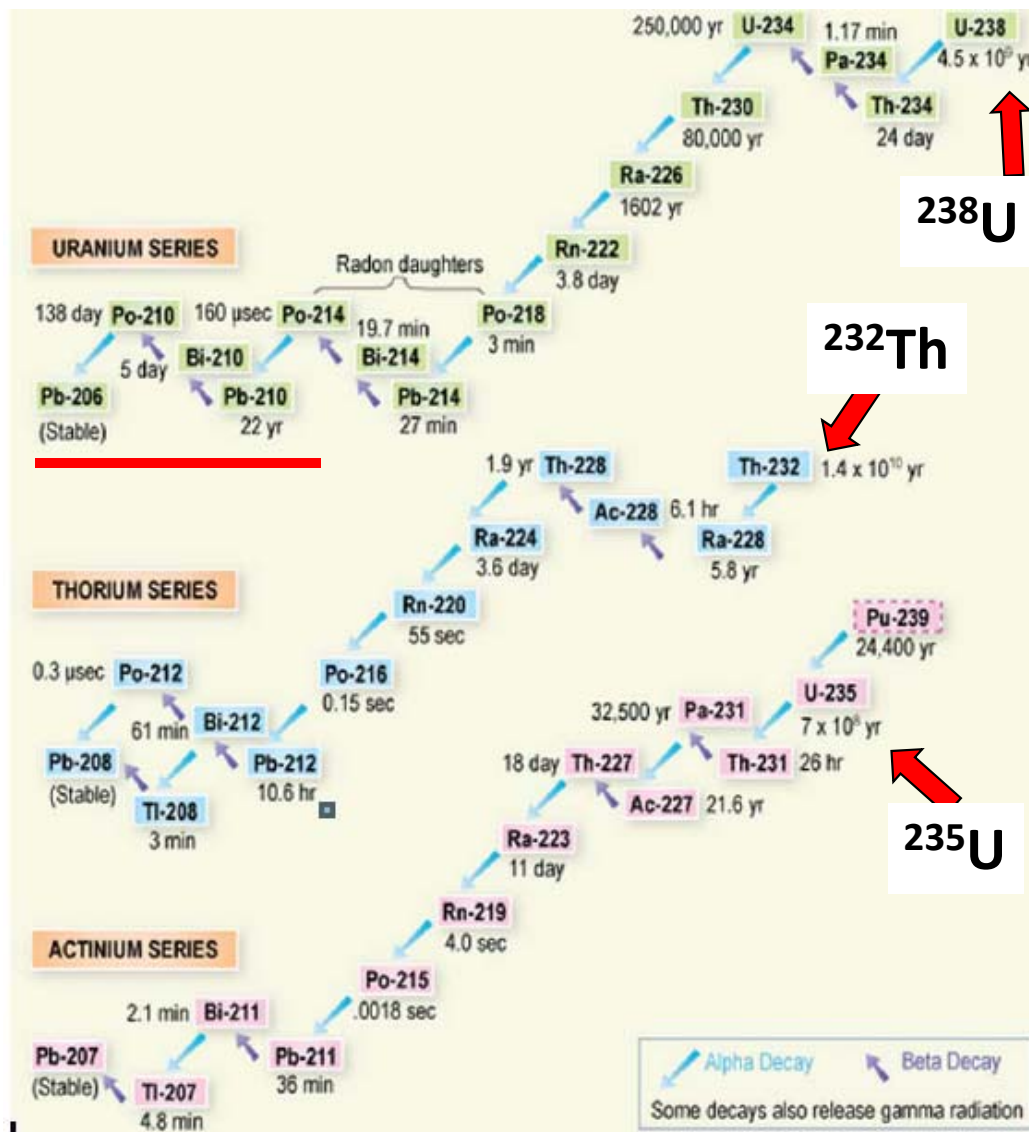 250,000 yr U-234 1.17 min U-238
Pa-234 4.5 x 10⁹ yr
Th-230 Th-234
80,000 yr 24 day
Ra-226
1602 yr
²³⁸U
URANIUM SERIES
Rn-222
Radon daughters
3.8 day
138 day Po-210 160 µsec Po-214 Po-218
19.7 min
3 min
Bi-210 Bi-214
5 day
Pb-206 Pb-210 Pb-214
(Stable) 22 yr 27 min
²³²Th
1.9 yr Th-228 Th-232 1.4 x 10¹⁰ yr
Ac-228 6.1 hr
Ra-224 Ra-228
3.6 day 5.8 yr
THORIUM SERIES
Rn-220
55 sec
Pu-239
24,400 yr
0.3 µsec Po-212 Po-216
0.15 sec
U-235
7 x 10⁸ yr
32,500 yr Pa-231
61 min Bi-212
Pb-208 Pb-212
(Stable) 10.6 hr
18 day Th-227 Th-231 26 hr
Tl-208
3 min
Ac-227 21.6 yr
Ra-223
11 day
²³⁵U
Rn-219
4.0 sec
ACTINIUM SERIES
Po-215
.0018 sec
2.1 min Bi-211
Pb-207 Pb-211
(Stable) 36 min
Tl-207
4.8 min
Alpha Decay Beta Decay
Some decays also release gamma radiation